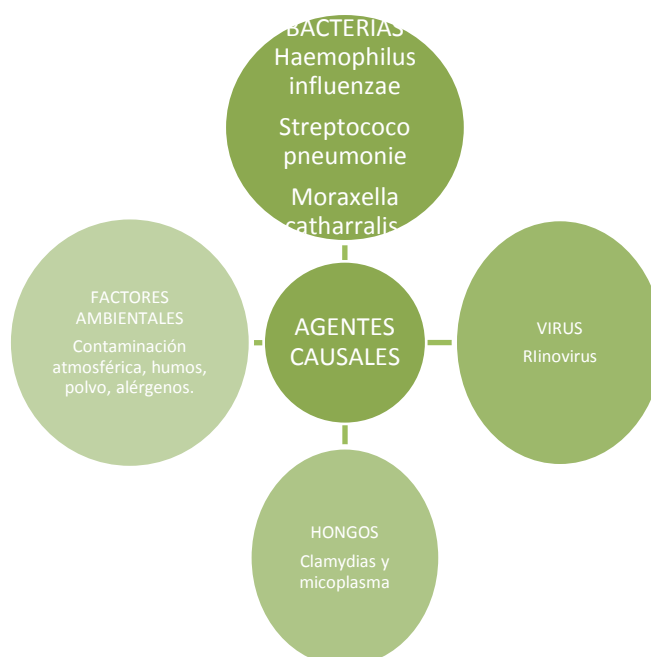 BACTERIAS
Haemophilus
influenzae
Streptococo
pneumonie
Moraxella
catharralis.
FACTORES
AMBIENTALES
Contaminación
atmosférica, humos,
polvo, alérgenos.
AGENTES
CAUSALES
VIRUS
RIinovirus
HONGOS
Clamydias y
micoplasma